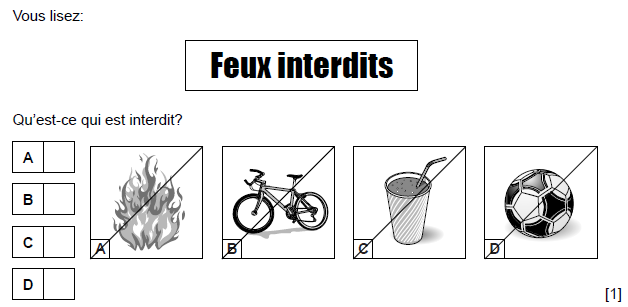 Vous lisez:
Feux interdits
Qu’est-ce qui est interdit?
A
B
C
D
A B C D
[1]